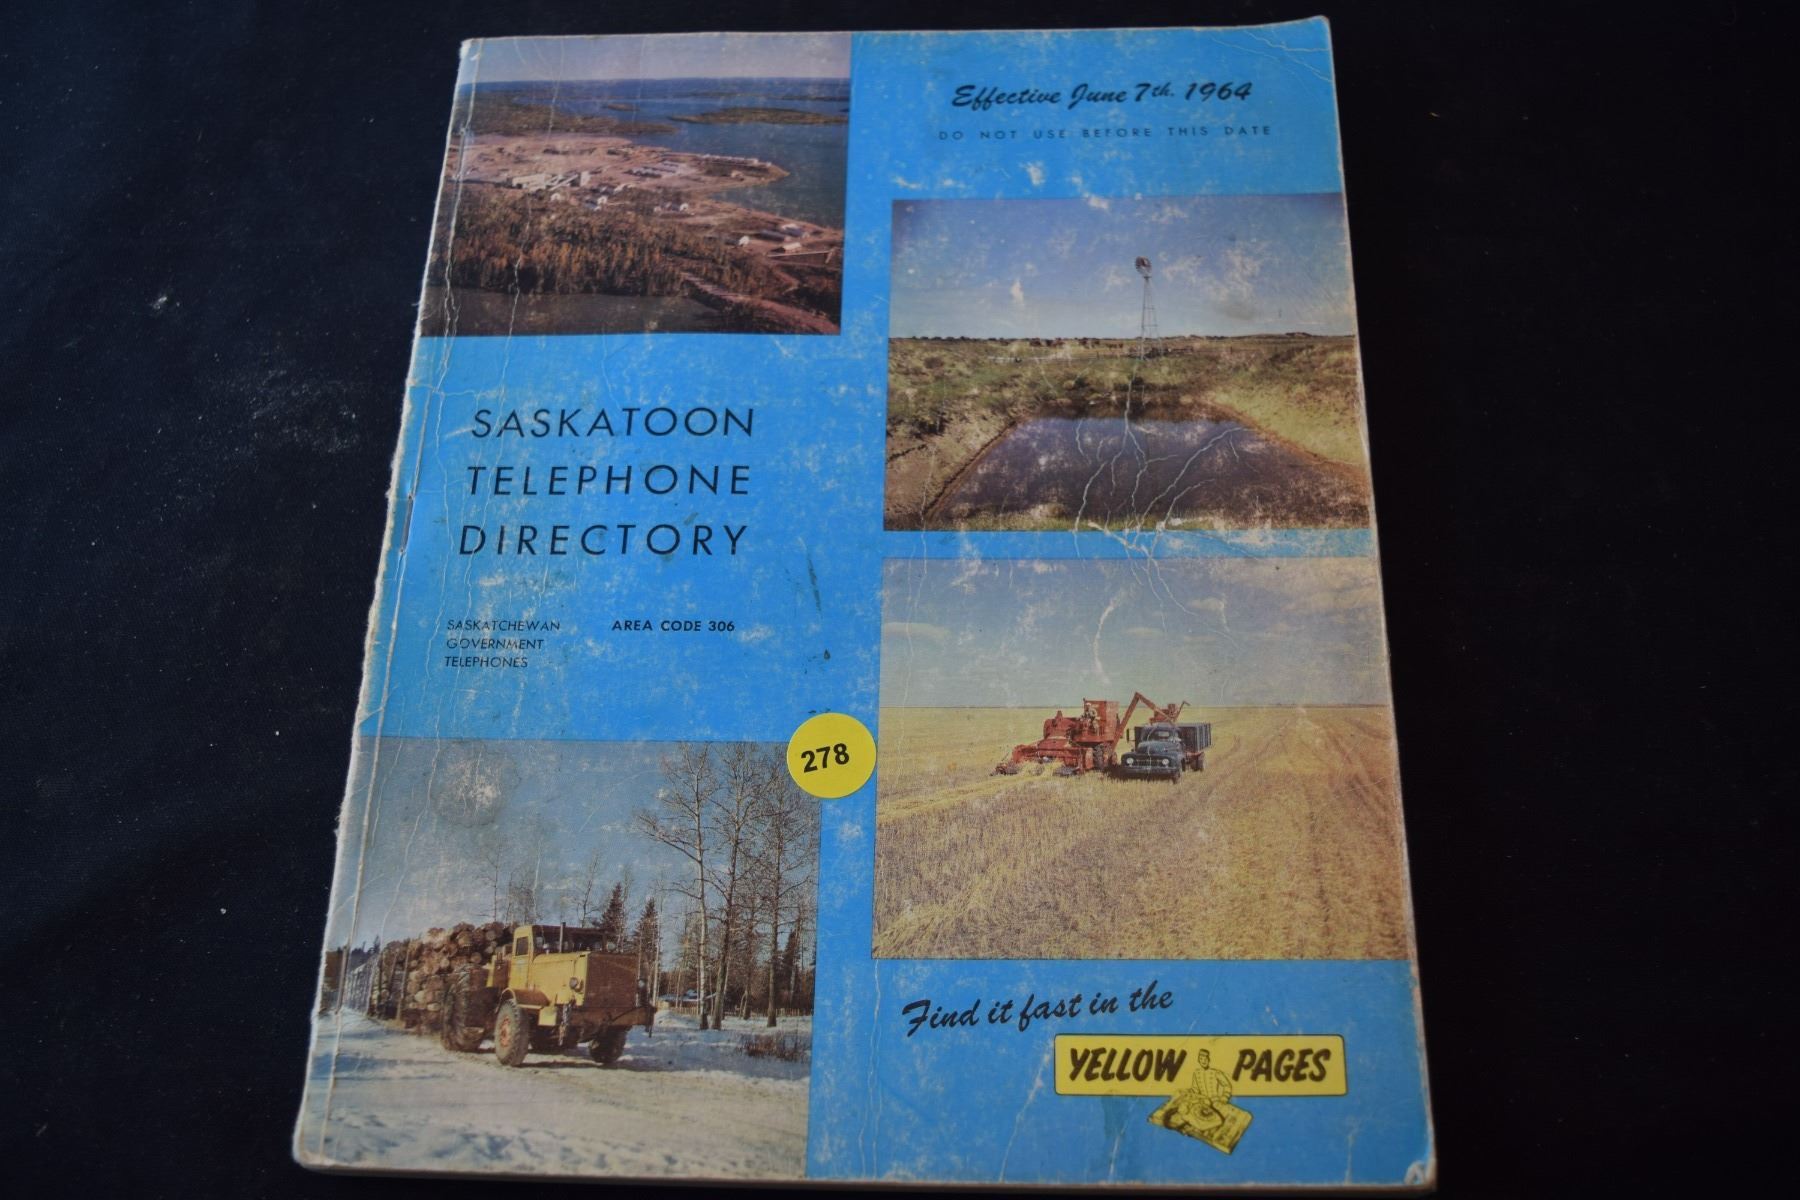 Effective June 7th, 1964
DO NOT USE BEFORE THIS DATE
SASKATOON
TELEPHONE
DIRECTORY
SASKATCHEWAN
GOVERNMENT
TELEPHONES
AREA CODE 306
278
Find it fast in the
YELLOW PAGES